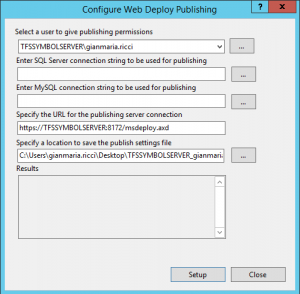 Configure Web Deploy Publishing
?
x
Select a user to give publishing permissions
TFSSYMBOLSERVER\gianmaria.ricci
...
Enter SQL Server connection string to be used for publishing
...
Enter MySQL connection string to be used for publishing
...
Specify the URL for the publishing server connection
https://TFSSYMBOLSERVER:8172/msdeploy.axd
Specify a location to save the publish settings file
C:\Users\gianmaria.ricci\Desktop\TFSSYMBOLSERVER_gianmaria
...
Results
Setup
Close